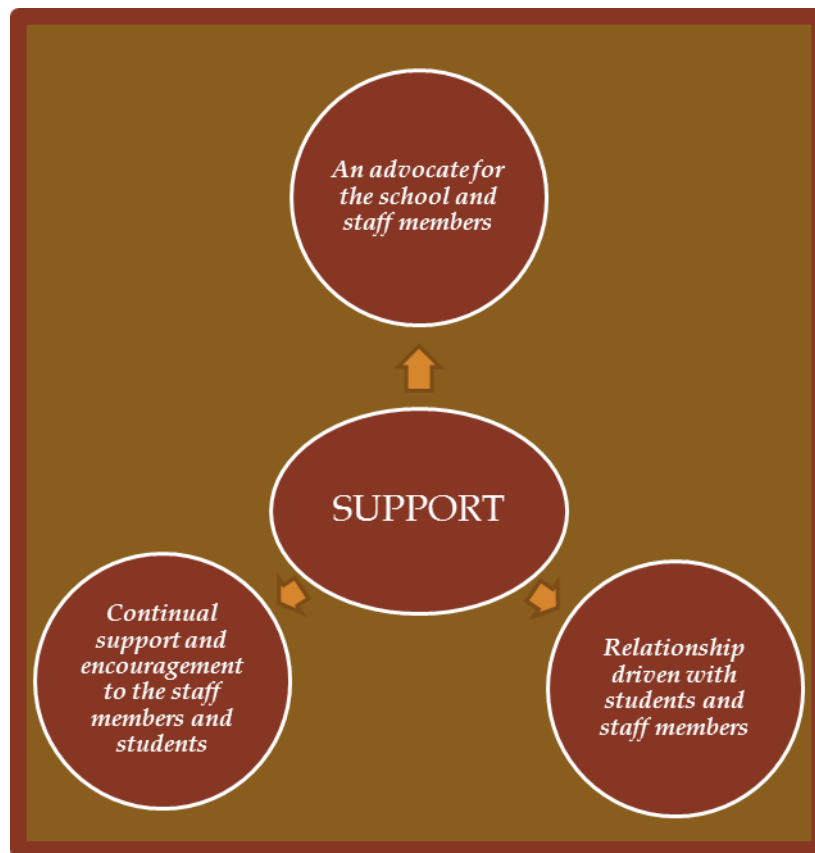 An advocate for
the school and
staff members
SUPPORT
Continual
support and
encouragement
to the staff
members and
students
Relationship
driven with
students and
staff members